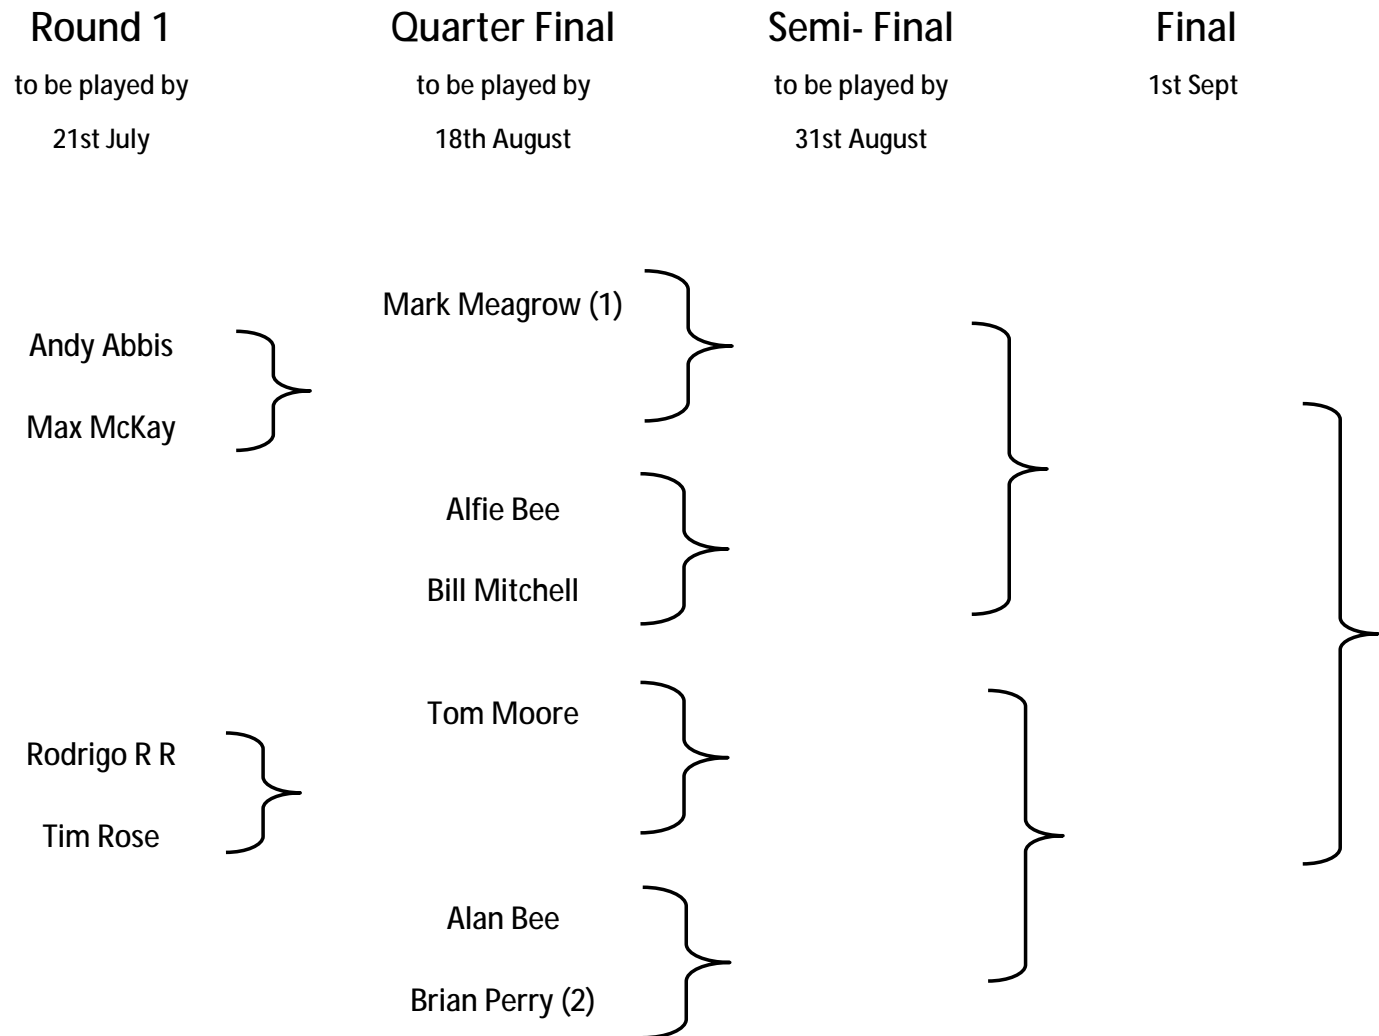 Round 1
to be played by
21st July
Quarter Final
to be played by
18th August
Semi- Final
to be played by
31st August
Final
1st Sept
Mark Meagrow (1)
Andy Abbis
Max McKay
Alfie Bee
Bill Mitchell
Tom Moore
Rodrigo R R
Tim Rose
Alan Bee
Brian Perry (2)